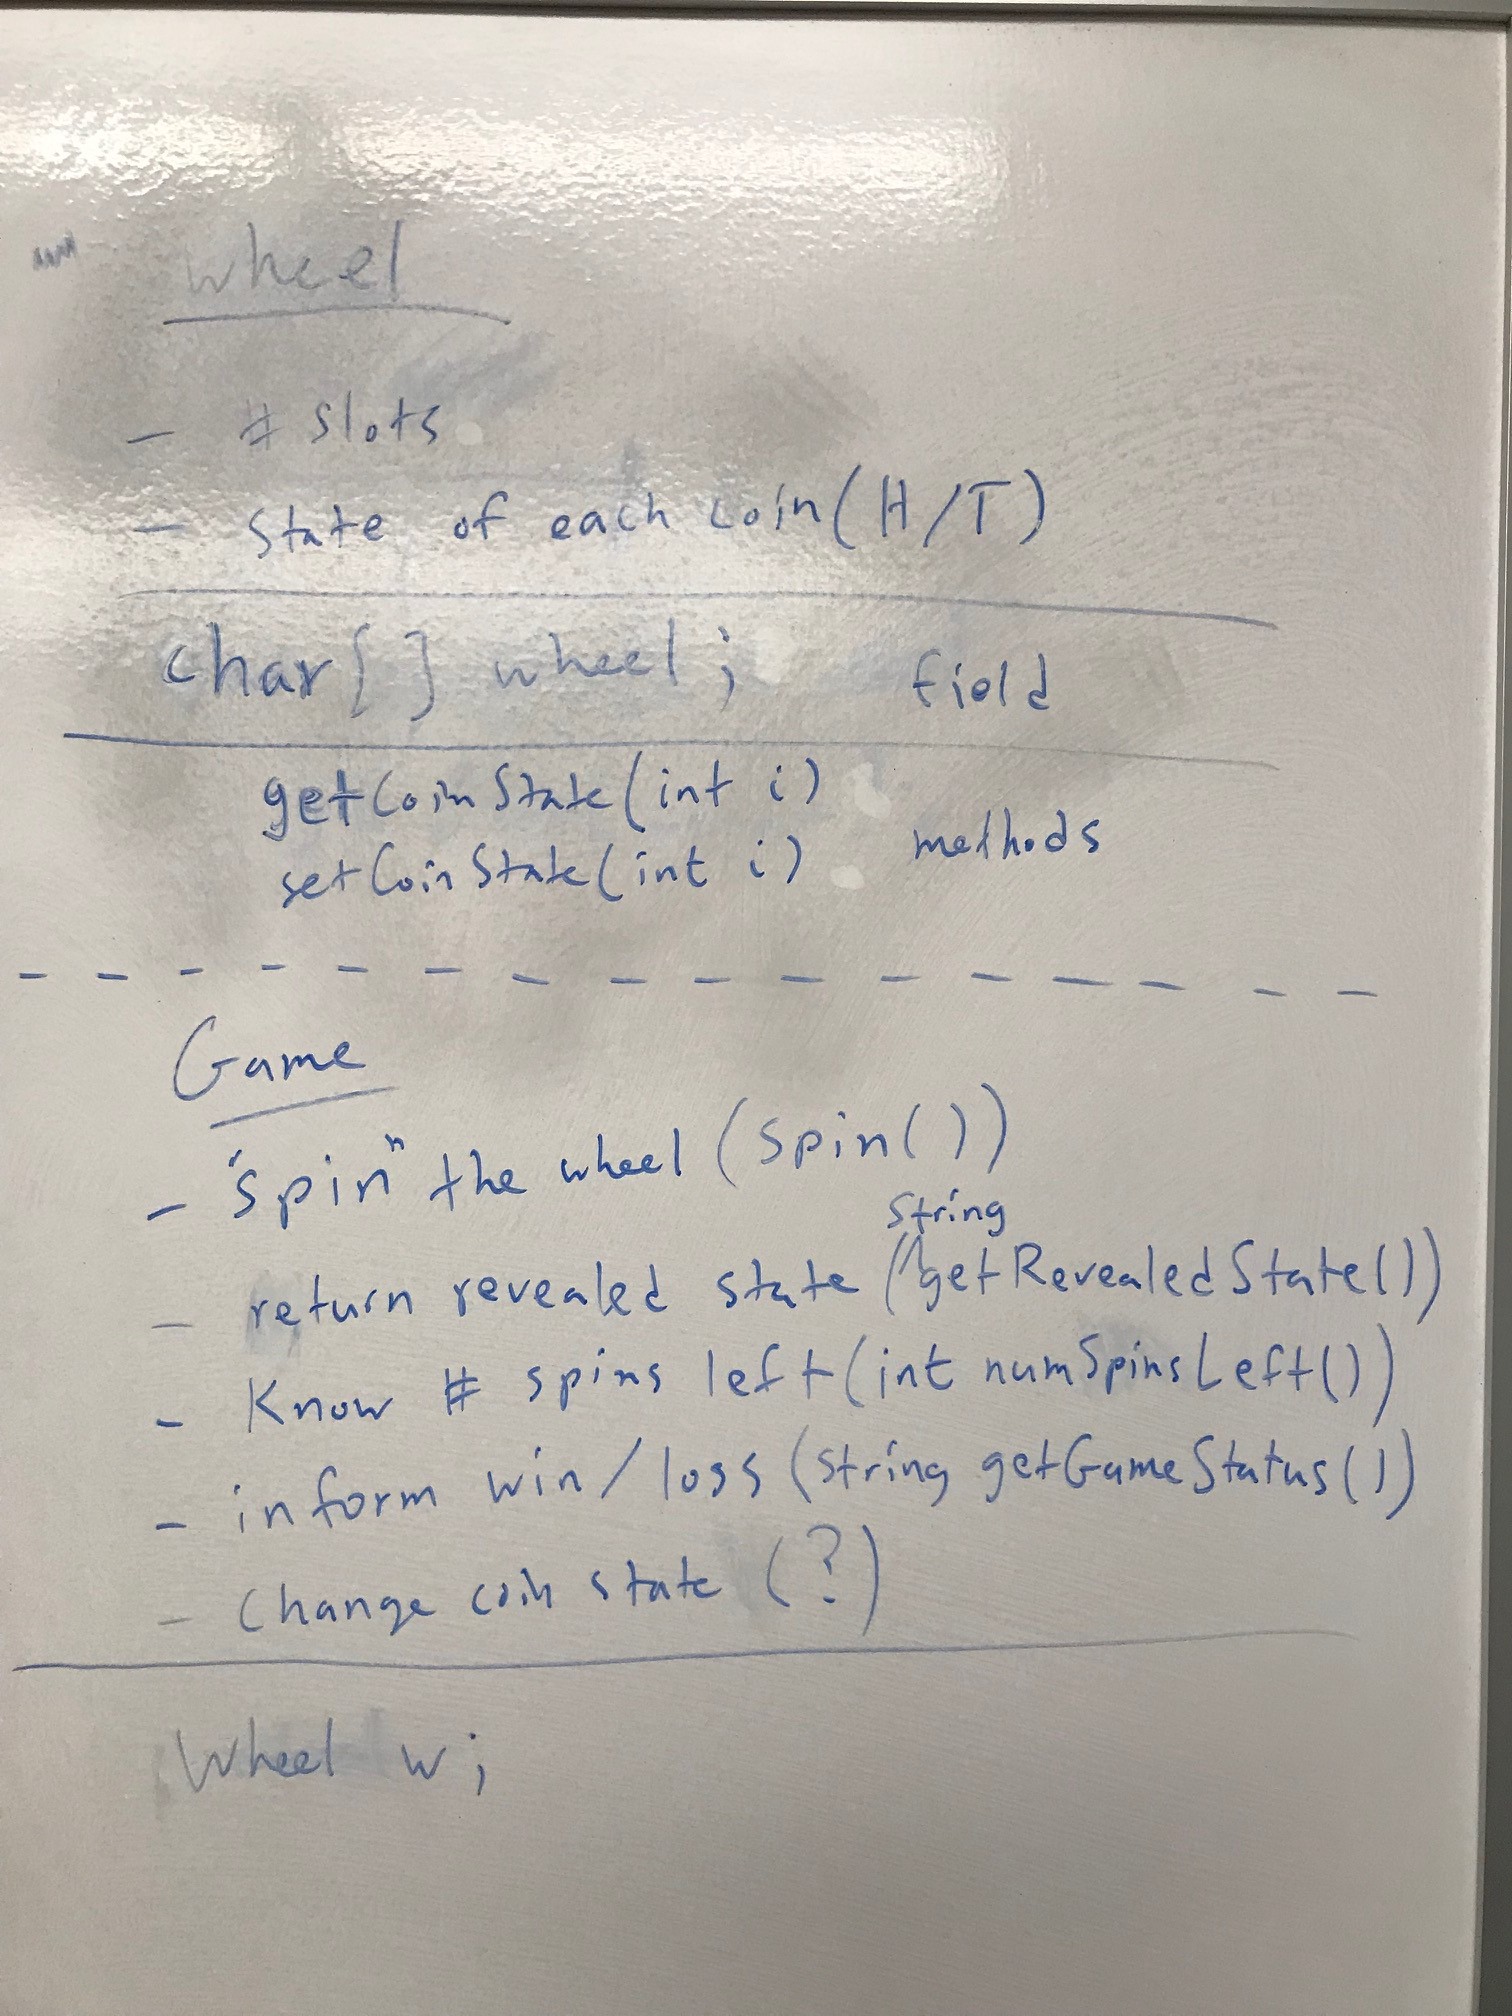 wheel
- # slots
- State of each coin (H/T)
char[] wheel; field
getCoinState(int i)
setCoinState(int i) methods
Game
- "spin" the wheel (spin())
String
- return revealed state (getRevealedState())
- Know # spins left (int numSpinsLeft())
- inform win/loss (String getGameStatus())
- Change coin state (?)
Wheel w;